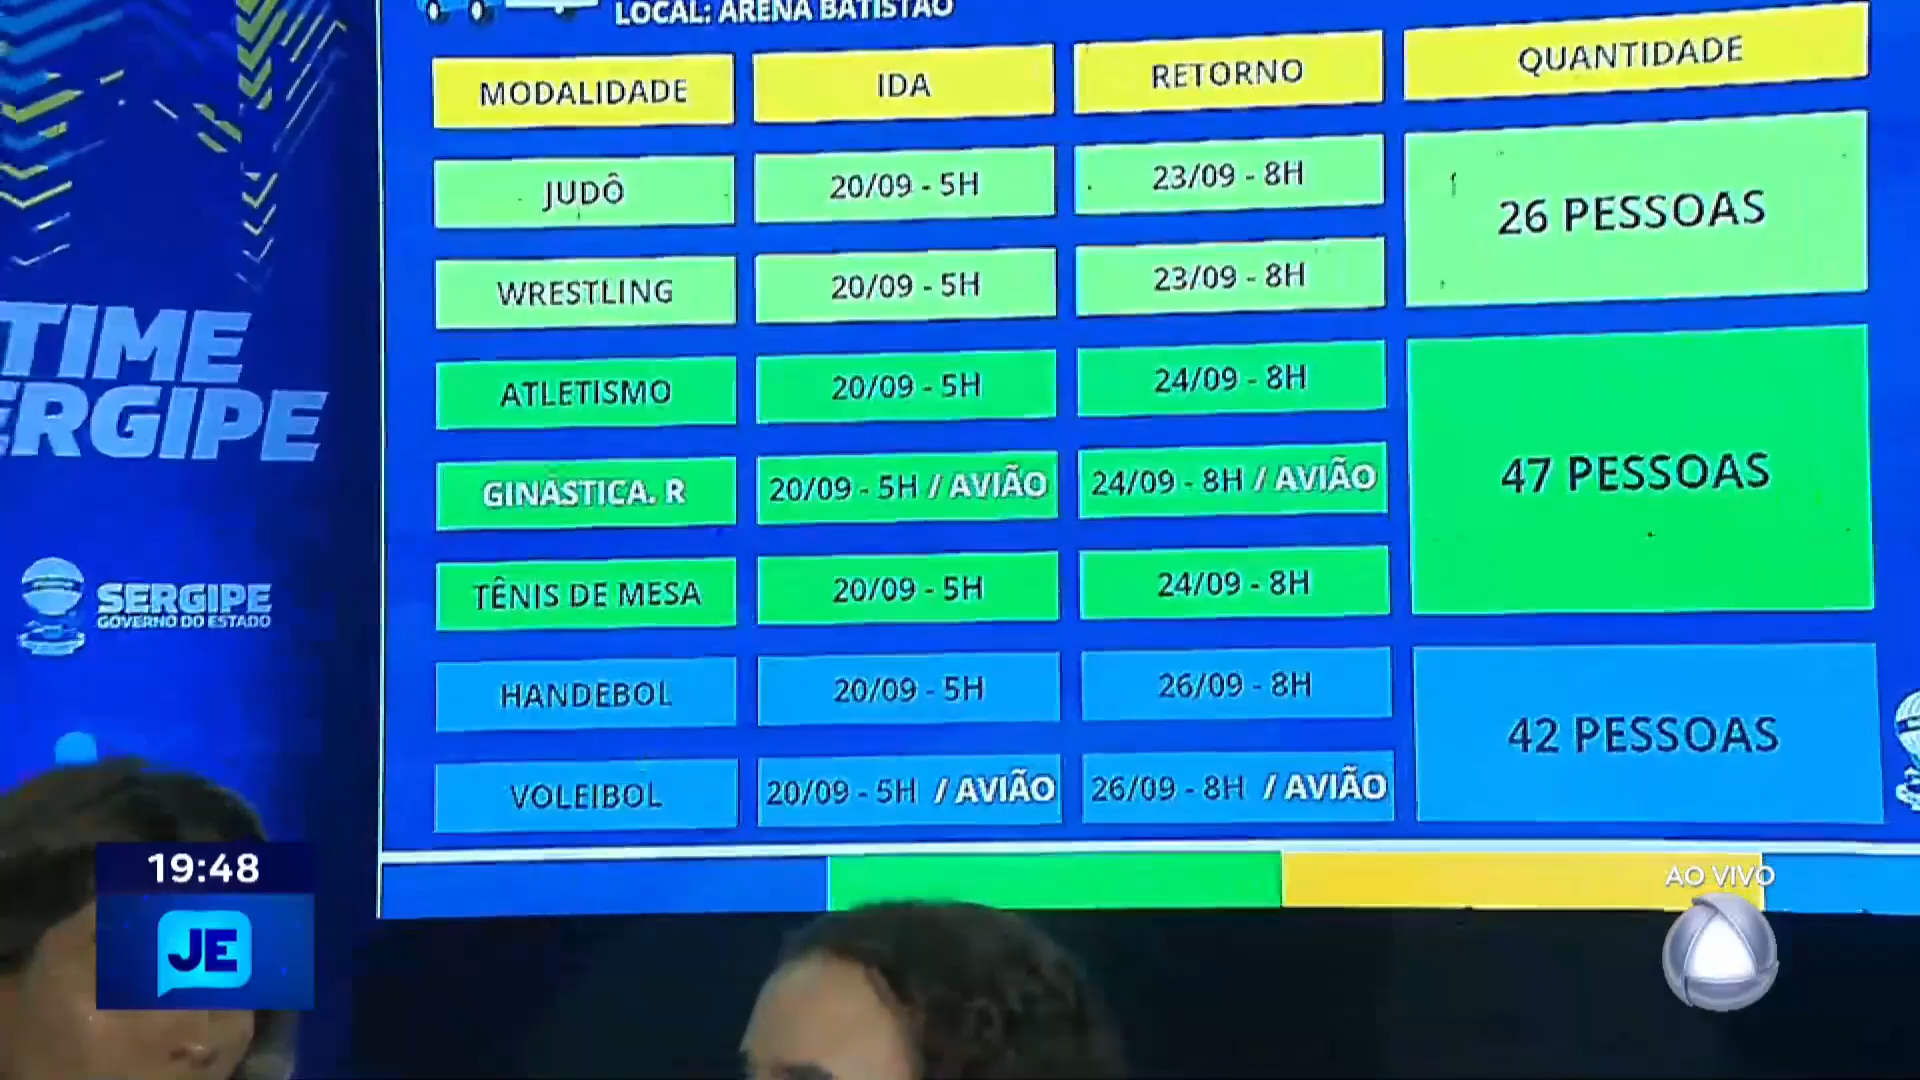 LOCAL: ARENA BATISTÃO
MODALIDADE IDA RETORNO QUANTIDADE
JUDÔ 20/09 - 5H 23/09 - 8H
26 PESSOAS
WRESTLING 20/09 - 5H 23/09 - 8H
ATLETISMO 20/09 - 5H 24/09 - 8H
GINÁSTICA. R 20/09 - 5H / AVIÃO 24/09 - 8H / AVIÃO 47 PESSOAS
TÊNIS DE MESA 20/09 - 5H 24/09 - 8H
HANDEBOL 20/09 - 5H 26/09 - 8H
42 PESSOAS
VOLEIBOL 20/09 - 5H / AVIÃO 26/09 - 8H / AVIÃO
TIME
ERGIPE
SERGIPE
GOVERNO DO ESTADO
19:48
JE
AO VIVO